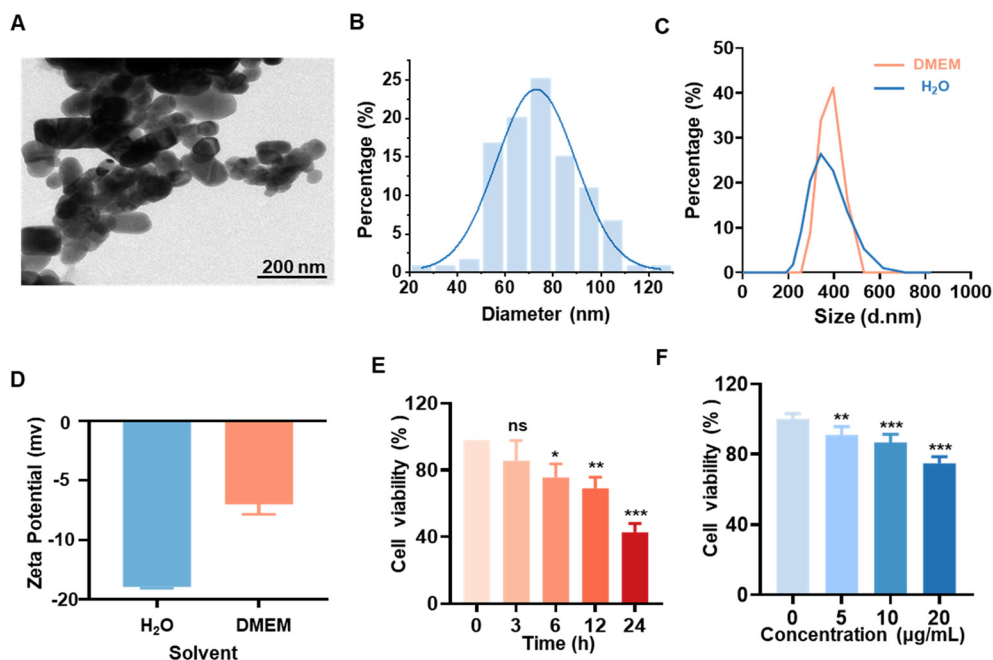 A
200 nm
B
Percentage (%)
25
20
15
10
5
0
20 40 60 80 100 120
Diameter (nm)
C
DMEM
H₂O
Percentage (%)
50
40
30
20
10
0
0 200 400 600 800 1000
Size (d.nm)
D
Zeta Potential (mv)
0
-5
-10
-20
H₂O DMEM
Solvent
E
Cell viability (% )
120
80
40
0
ns
*
**
***
0 3 6 12 24
Time (h)
F
Cell viability (% )
120
80
40
0
**
***
***
0 5 10 20
Concentration (μg/mL)